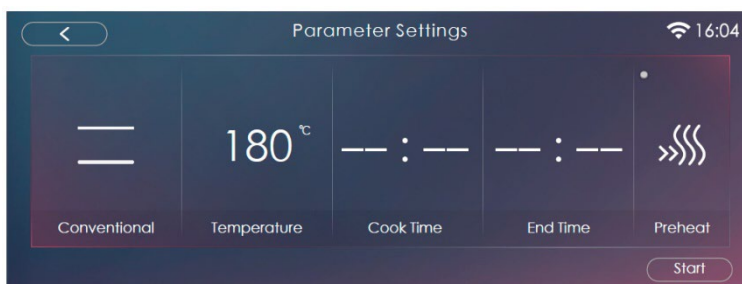 Parameter Settings
16:04
180 °C
—— : ——
—— : ——
Conventional
Temperature
Cook Time
End Time
Preheat
Start